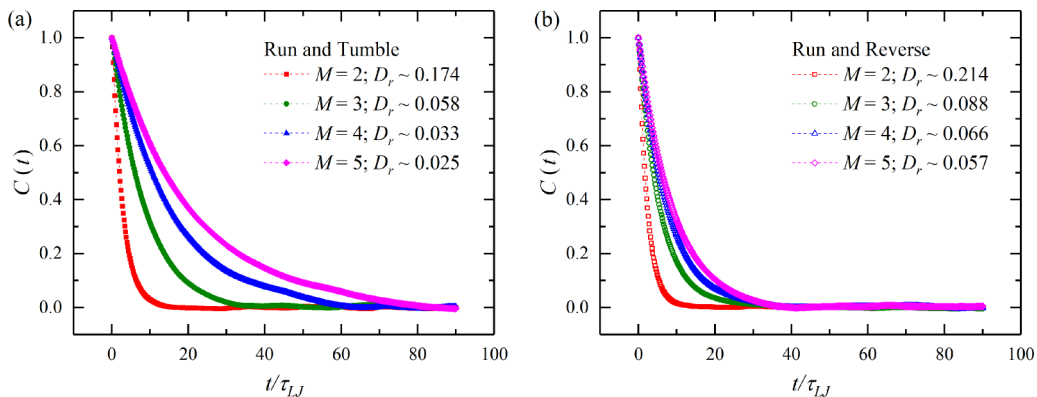 (a)
Run and Tumble
M = 2; Dᵣ ~ 0.174
M = 3; Dᵣ ~ 0.058
M = 4; Dᵣ ~ 0.033
M = 5; Dᵣ ~ 0.025
1.0
0.8
0.6
0.4
0.2
0.0
C (t)
0 20 40 60 80 100
t/τ_LJ
(b)
Run and Reverse
M = 2; Dᵣ ~ 0.214
M = 3; Dᵣ ~ 0.088
M = 4; Dᵣ ~ 0.066
M = 5; Dᵣ ~ 0.057
1.0
0.8
0.6
0.4
0.2
0.0
C (t)
0 20 40 60 80 100
t/τ_LJ